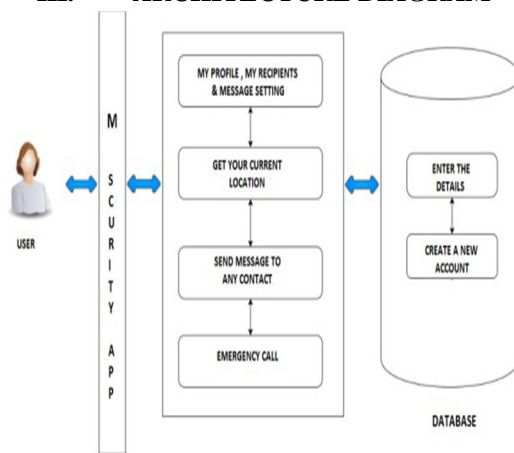 III. ARCHITECTURE DIAGRAM
MY PROFILE , MY RECIPIENTS
& MESSAGE SETTING
M
S
C
U
R
I
T
Y
A
P
P
GET YOUR CURRENT
LOCATION
ENTER THE
DETAILS
USER
SEND MESSAGE TO
ANY CONTACT
CREATE A NEW
ACCOUNT
EMERGENCY CALL
DATABASE